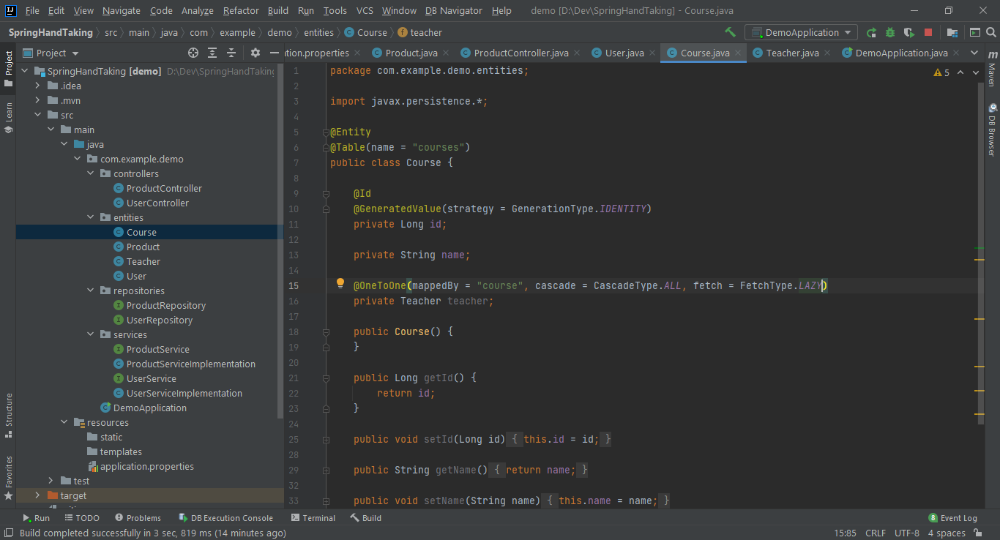 File Edit View Navigate Code Analyze Refactor Build Run Tools VCS Window DB Navigator Help demo [D:\Dev\SpringHandTaking] - Course.java
SpringHandTaking src main java com example demo entities Course teacher DemoApplication
Project
tion.properties Product.java ProductController.java User.java Course.java Teacher.java DemoApplication.java
SpringHandTaking [demo] D:\Dev\SpringHandTaking
.idea
.mvn
src
main
java
com.example.demo
controllers
ProductController
UserController
entities
Course
Product
Teacher
User
repositories
ProductRepository
UserRepository
services
ProductService
ProductServiceImplementation
UserService
UserServiceImplementation
DemoApplication
resources
static
templates
application.properties
test
target
Project
Learn
Structure
Favorites
1 package com.example.demo.entities;
2
3 import javax.persistence.*;
4
5 @Entity
6 @Table(name = "courses")
7 public class Course {
8
9 @Id
10 @GeneratedValue(strategy = GenerationType.IDENTITY)
11 private Long id;
12
13 private String name;
14
15 @OneToOne(mappedBy = "course", cascade = CascadeType.ALL, fetch = FetchType.LAZY)
16 private Teacher teacher;
17
18 public Course() {
19 }
20
21 public Long getId() {
22 return id;
23 }
24
25 public void setId(Long id) { this.id = id; }
28
29 public String getName() { return name; }
32
33 public void setName(String name) { this.name = name; }
5
Maven
DB Browser
Run TODO Problems DB Execution Console Terminal Build 8 Event Log
Build completed successfully in 3 sec, 819 ms (14 minutes ago) 15:85 CRLF UTF-8 4 spaces